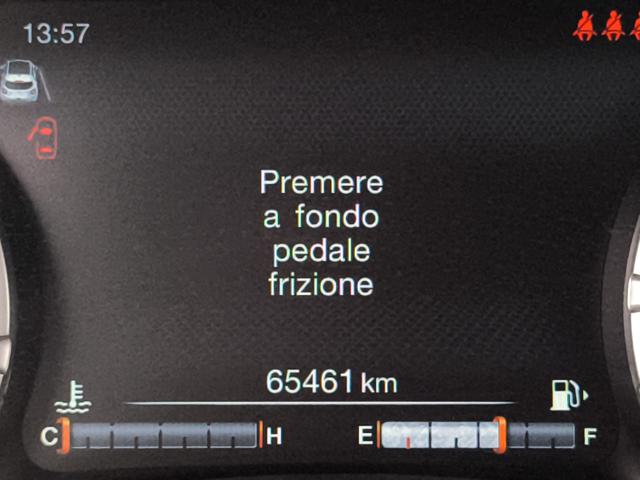 13:57
Premere
a fondo
pedale
frizione
65461 km
C H E F